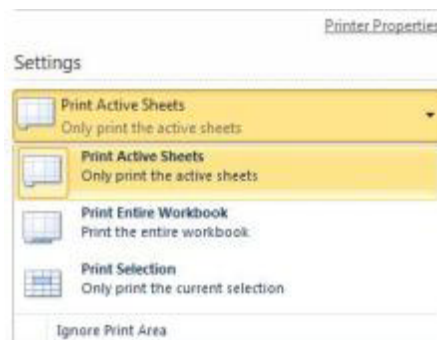 Printer Properties
Settings
Print Active Sheets
Only print the active sheets
Print Active Sheets
Only print the active sheets
Print Entire Workbook
Print the entire workbook
Print Selection
Only print the current selection
Ignore Print Area